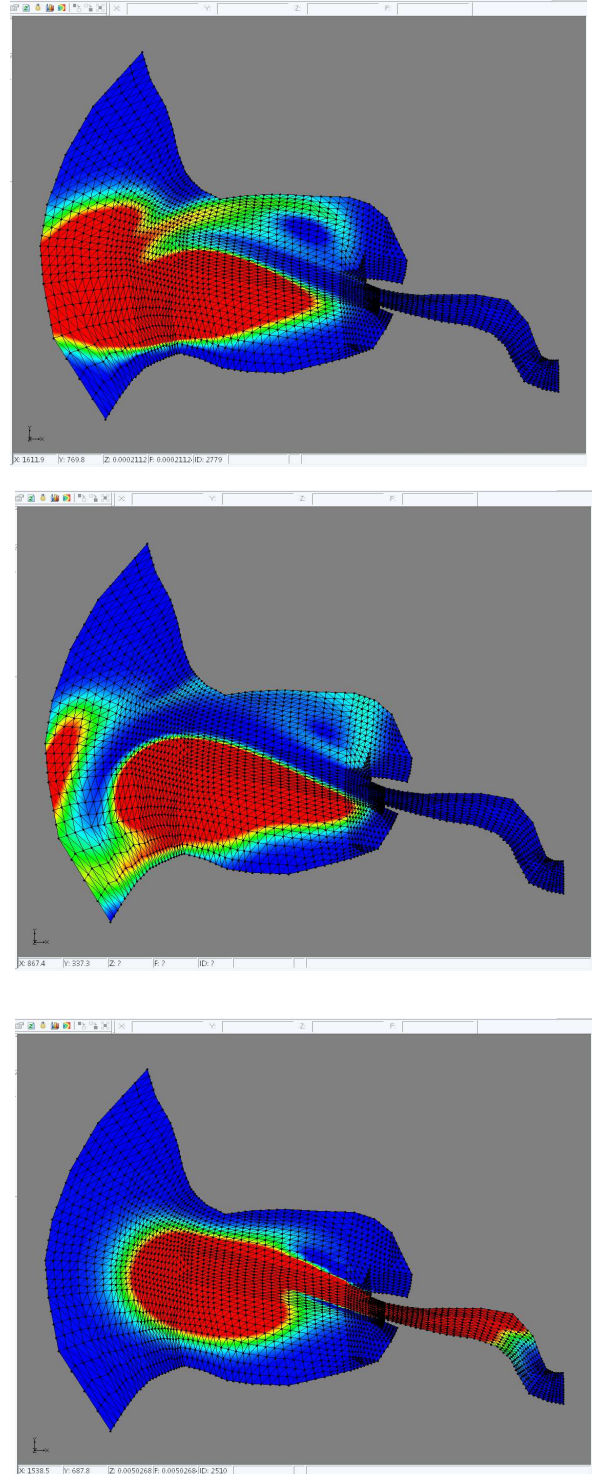 X: Y: Z: F:
X: 1611.9 Y: 769.8 Z: 0.0002112 F: 0.0002112 ID: 2779
X: Y: Z: F:
X: 867.4 Y: 337.3 Z: ? F: ? ID: ?
X: Y: Z: F:
X: 1538.5 Y: 687.8 Z: 0.0050268 F: 0.0050268 ID: 2510